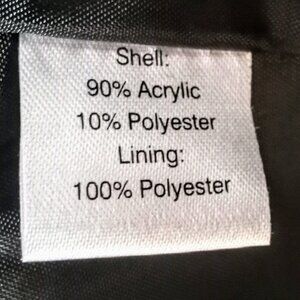 Shell:
90% Acrylic
10% Polyester
Lining:
100% Polyester